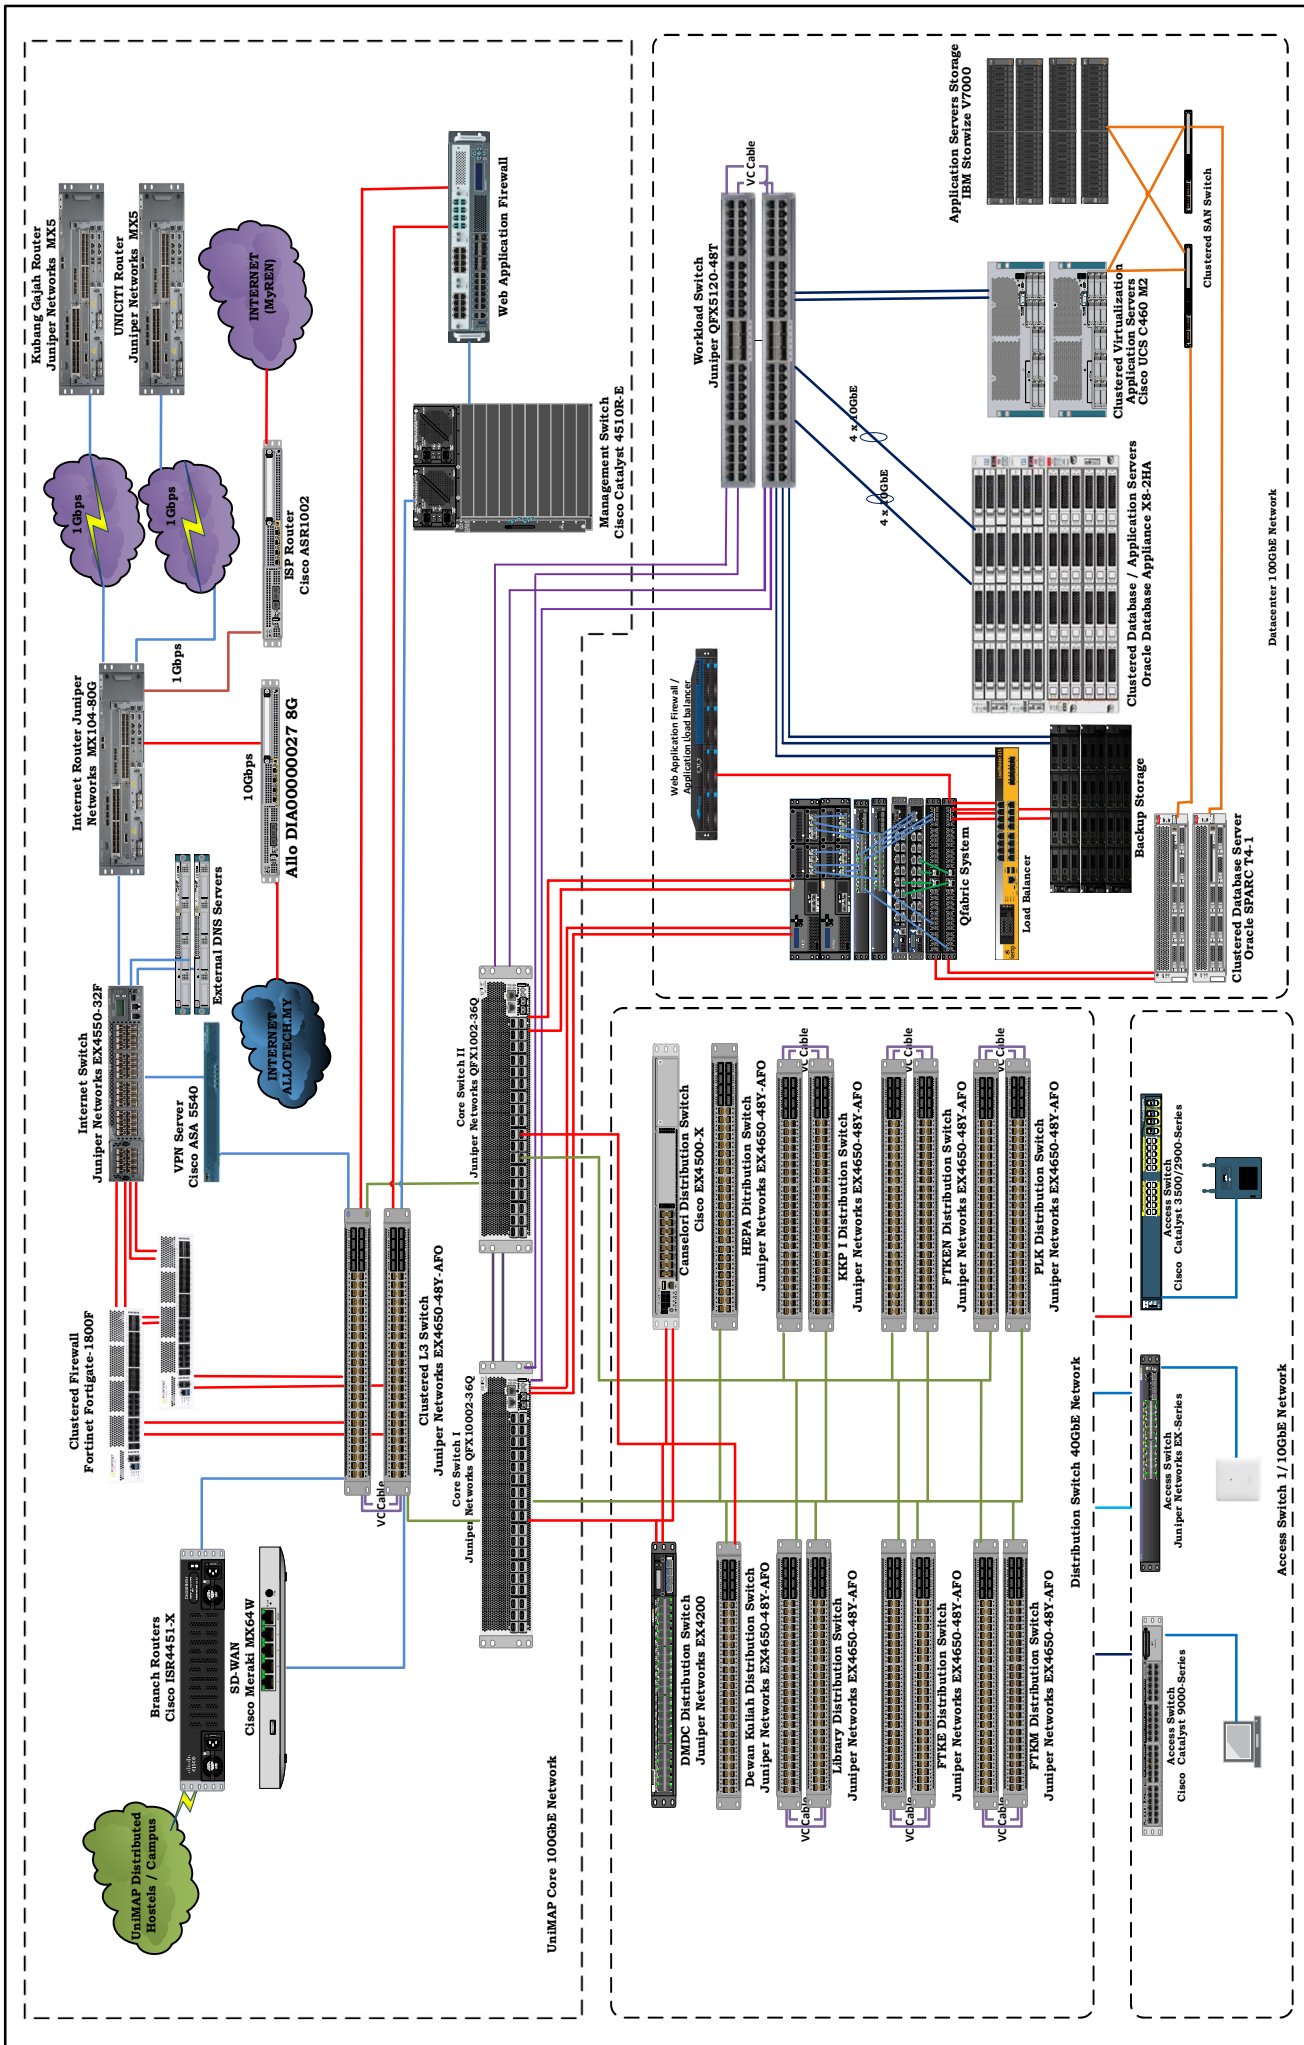 UniMAP Distributed
Hostels / Campus
Branch Routers
Cisco ISR4451-X
SD-WAN
Cisco Meraki MX64W
Clustered Firewall
Fortinet Fortigate-1800F
Internet Switch
Juniper Networks EX4550-32F
VPN Server
Cisco ASA 5540
External DNS Servers
INTERNET
ALLOTECH.MY
Internet Router Juniper
Networks MX104-80G
10Gbps
Allo DIA00000027 8G
1Gbps
1Gbps
1Gbps
ISP Router
Cisco ASR1002
Kubang Gajah Router
Juniper Networks MX5
UNICITI Router
Juniper Networks MX5
INTERNET
(MyREN)
VC Cable
Clustered L3 Switch
Juniper Networks EX4650-48Y-AFO
Web Application Firewall
Management Switch
Cisco Catalyst 4510R-E
Core Switch I
Juniper Networks QFX10002-36Q
Core Switch II
Juniper Networks QFX1002-36Q
UniMAP Core 100GbE Network
Workload Switch
Juniper QFX5120-48T
VC Cable
Application Servers Storage
IBM Storwize V7000
Clustered SAN Switch
Clustered Virtualization
Application Servers
Cisco UCS C460 M2
4 x 10GbE
4 x 10GbE
Clustered Database / Application Servers
Oracle Database Appliance X8-2HA
Web Application Firewall /
Application Load balancer
Qfabric System
Load Balancer
Backup Storage
Clustered Database Server
Oracle SPARC T4-1
Datacenter 100GbE Network
Canselori Distribution Switch
Cisco EX4500-X
HEPA Ditribution Switch
Juniper Networks EX4650-48Y-AFO
VC Cable
KKP I Distribution Switch
Juniper Networks EX4650-48Y-AFO
VC Cable
FTKEN Distribution Switch
Juniper Networks EX4650-48Y-AFO
VC Cable
PLK Distribution Switch
Juniper Networks EX4650-48Y-AFO
DMDC Distribution Switch
Juniper Networks EX4200
Dewan Kuliah Distribution Switch
Juniper Networks EX4650-48Y-AFO
VC Cable
Library Distribution Switch
Juniper Networks EX4650-48Y-AFO
VC Cable
FTKE Distribution Switch
Juniper Networks EX4650-48Y-AFO
VC Cable
FTKM Distribution Switch
Juniper Networks EX4650-48Y-AFO
Distribution Switch 40GbE Network
Access Switch
Cisco Catalyst 9000-Series
Access Switch
Juniper Networks EX-Series
Access Switch
Cisco Catalyst 3500/2900-Series
Access Switch 1/10GbE Network